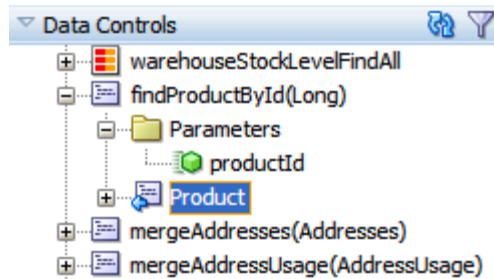 Data Controls
warehouseStockLevelFindAll
findProductById(Long)
Parameters
productId
Product
mergeAddresses(Addresses)
mergeAddressUsage(AddressUsage)